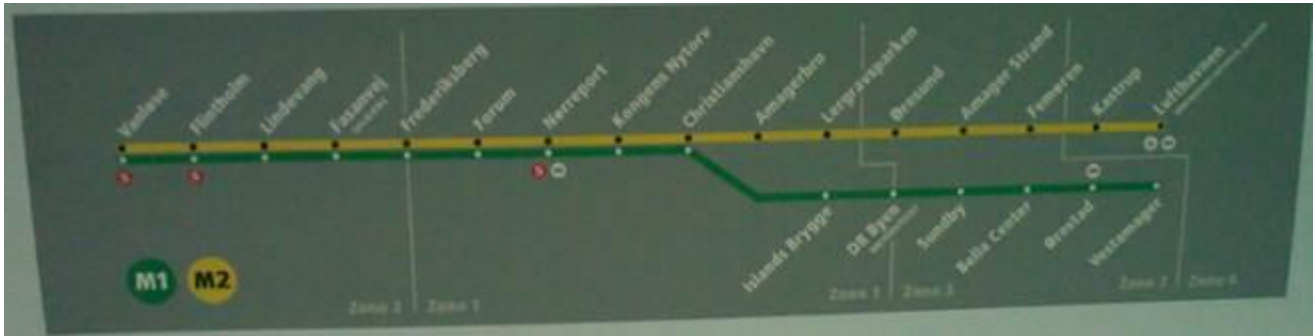 Vanløse
Flintholm
Lindevang
Fasanvej
Frederiksberg
Forum
Nørreport
Kongens Nytorv
Christianshavn
Amagerbro
Lergravsparken
Øresund
Amager Strand
Femøren
Kastrup
Lufthavnen
Islands Brygge
DR Byen
Sundby
Bella Center
Ørestad
Vestamager
M1 M2
Zone 2 Zone 1
Zone 1 Zone 3
Zone 3 Zone 4